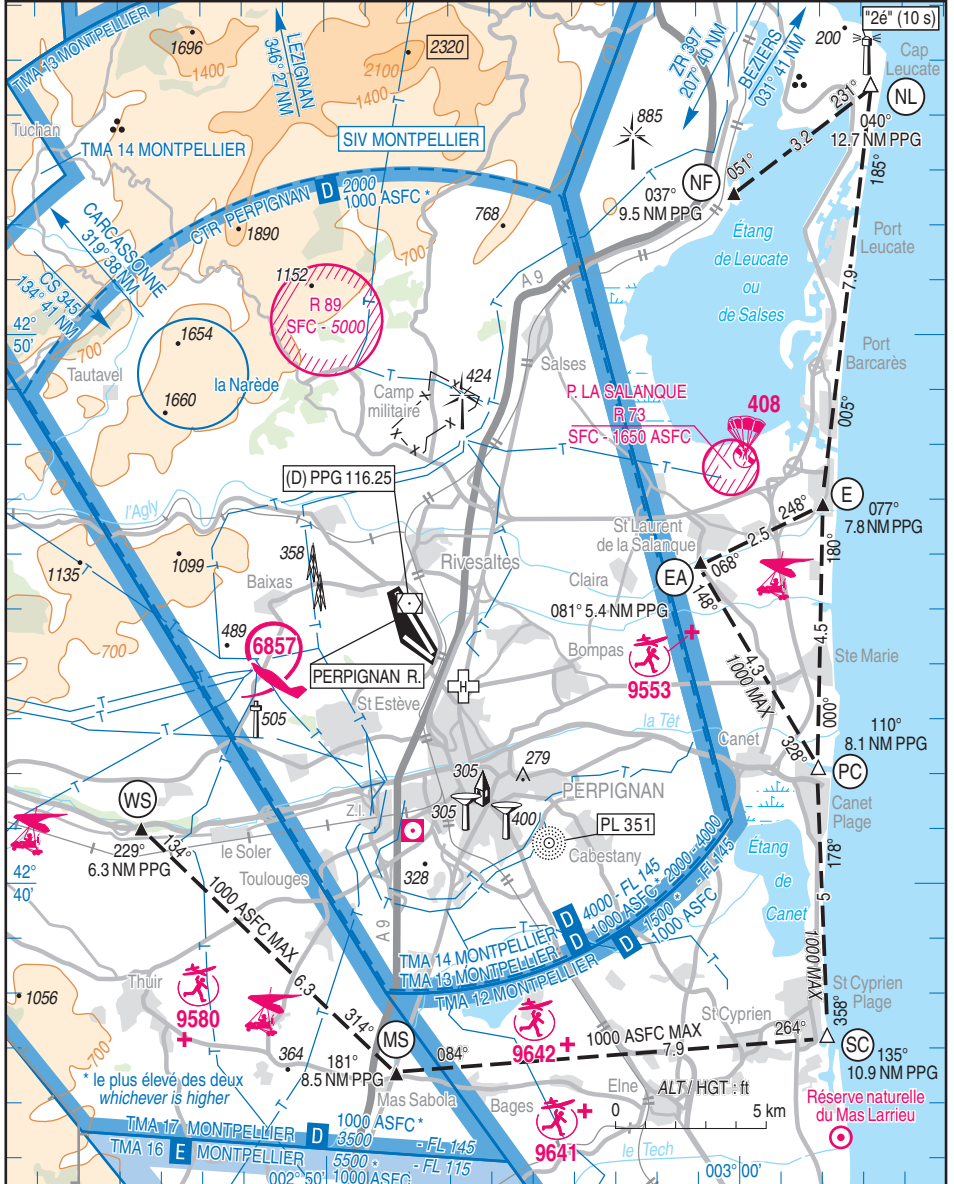 "2é" (10 s)
200
Cap
Leucate
NL
231°
040°
12.7 NM PPG
3.2
051°
185°
NF
037°
9.5 NM PPG
885
ZR 397
207° 40 NM
BEZIERS
031° 41 NM
LEZIGNAN
346° 27 NM
1696
1400
2320
2100
1400
TMA 13 MONTPELLIER
Tuchan
TMA 14 MONTPELLIER
SIV MONTPELLIER
CTR PERPIGNAN D 2000
1000 ASFC *
1890
768
700
CARCASSONNE
319° 38 NM
CS 345
134° 41 NM
42°
50'
700
1152
R 89
SFC - 5000
1654
la Narède
1660
Tautavel
A 9
Étang
de Leucate
ou
de Salses
Port
Leucate
7.9
Port
Barcarès
005°
Salses
Camp
militaire
424
P. LA SALANQUE
R 73
SFC - 1650 ASFC
408
(D) PPG 116.25
l'Agly
358
1099
1135
Baixas
Rivesaltes
St Laurent
de la Salanque
2.5
248°
E
077°
7.8 NM PPG
068°
180°
EA
148°
Claira
081° 5.4 NM PPG
489
700
6857
PERPIGNAN R.
St Estève
505
Bompas
9553
4.3
1000 MAX
4.5
Ste Marie
la Têt
Canet
328°
000°
110°
8.1 NM PPG
PC
Canet
Plage
WS
229°
6.3 NM PPG
134°
Z.I.
305
305
279
400
PERPIGNAN
PL 351
Cabestany
le Soler
Toulouges
328
42°
40'
1000 ASFC MAX
6.3
314°
A 9
TMA 14 MONTPELLIER D 4000 - FL 145
TMA 13 MONTPELLIER D 1000 ASFC * 2000 - 4000
TMA 12 MONTPELLIER D 1500 * - FL 145
1000 ASFC
Étang
de
Canet
178°
5
1000 MAX
Thuir
1056
9580
700
364
MS
181°
8.5 NM PPG
084°
Mas Sabola
9642
1000 ASFC MAX
7.9
264°
St Cyprien
St Cyprien
Plage
358°
SC
135°
10.9 NM PPG
* le plus élevé des deux
whichever is higher
Bages
Elne
ALT / HGT : ft
0
5 km
Réserve naturelle
du Mas Larrieu
9641
le Tech
TMA 17 MONTPELLIER D 1000 ASFC *
3500 - FL 145
TMA 16 E MONTPELLIER 5500 * - FL 115
1000 ASFC
002° 50'
003° 00'